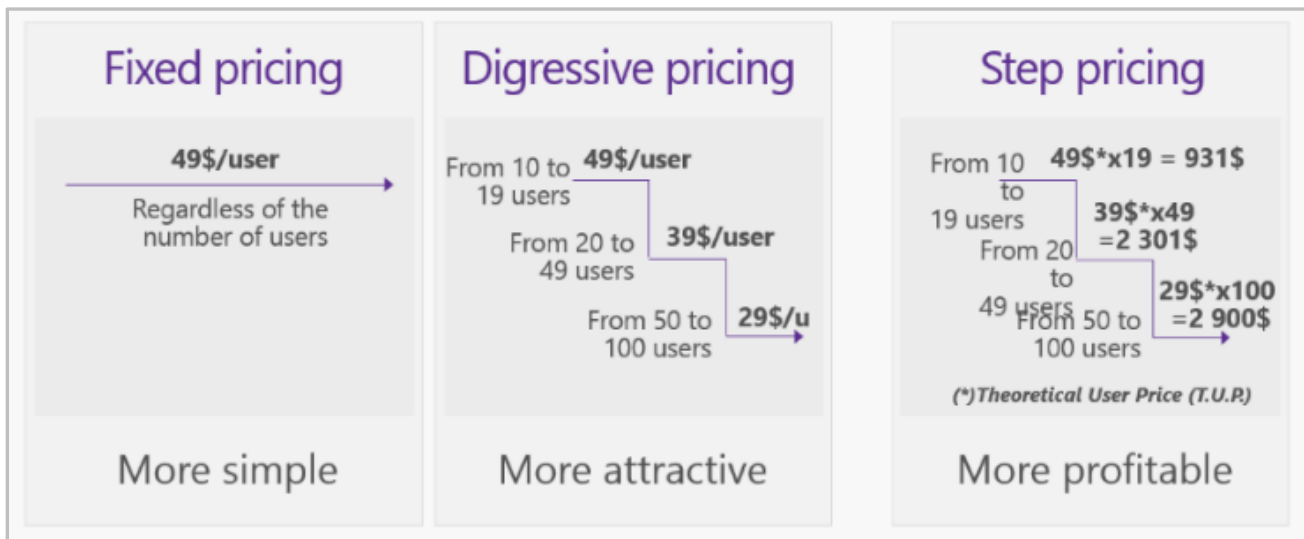 Fixed pricing
49$/user
Regardless of the
number of users
More simple
Digressive pricing
From 10 to
19 users
49$/user
From 20 to
49 users
39$/user
From 50 to
100 users
29$/u
More attractive
Step pricing
From 10
to
19 users
49$*x19 = 931$
From 20
to
49 users
39$*x49
=2 301$
From 50 to
100 users
29$*x100
=2 900$
(*)Theoretical User Price (T.U.P.)
More profitable